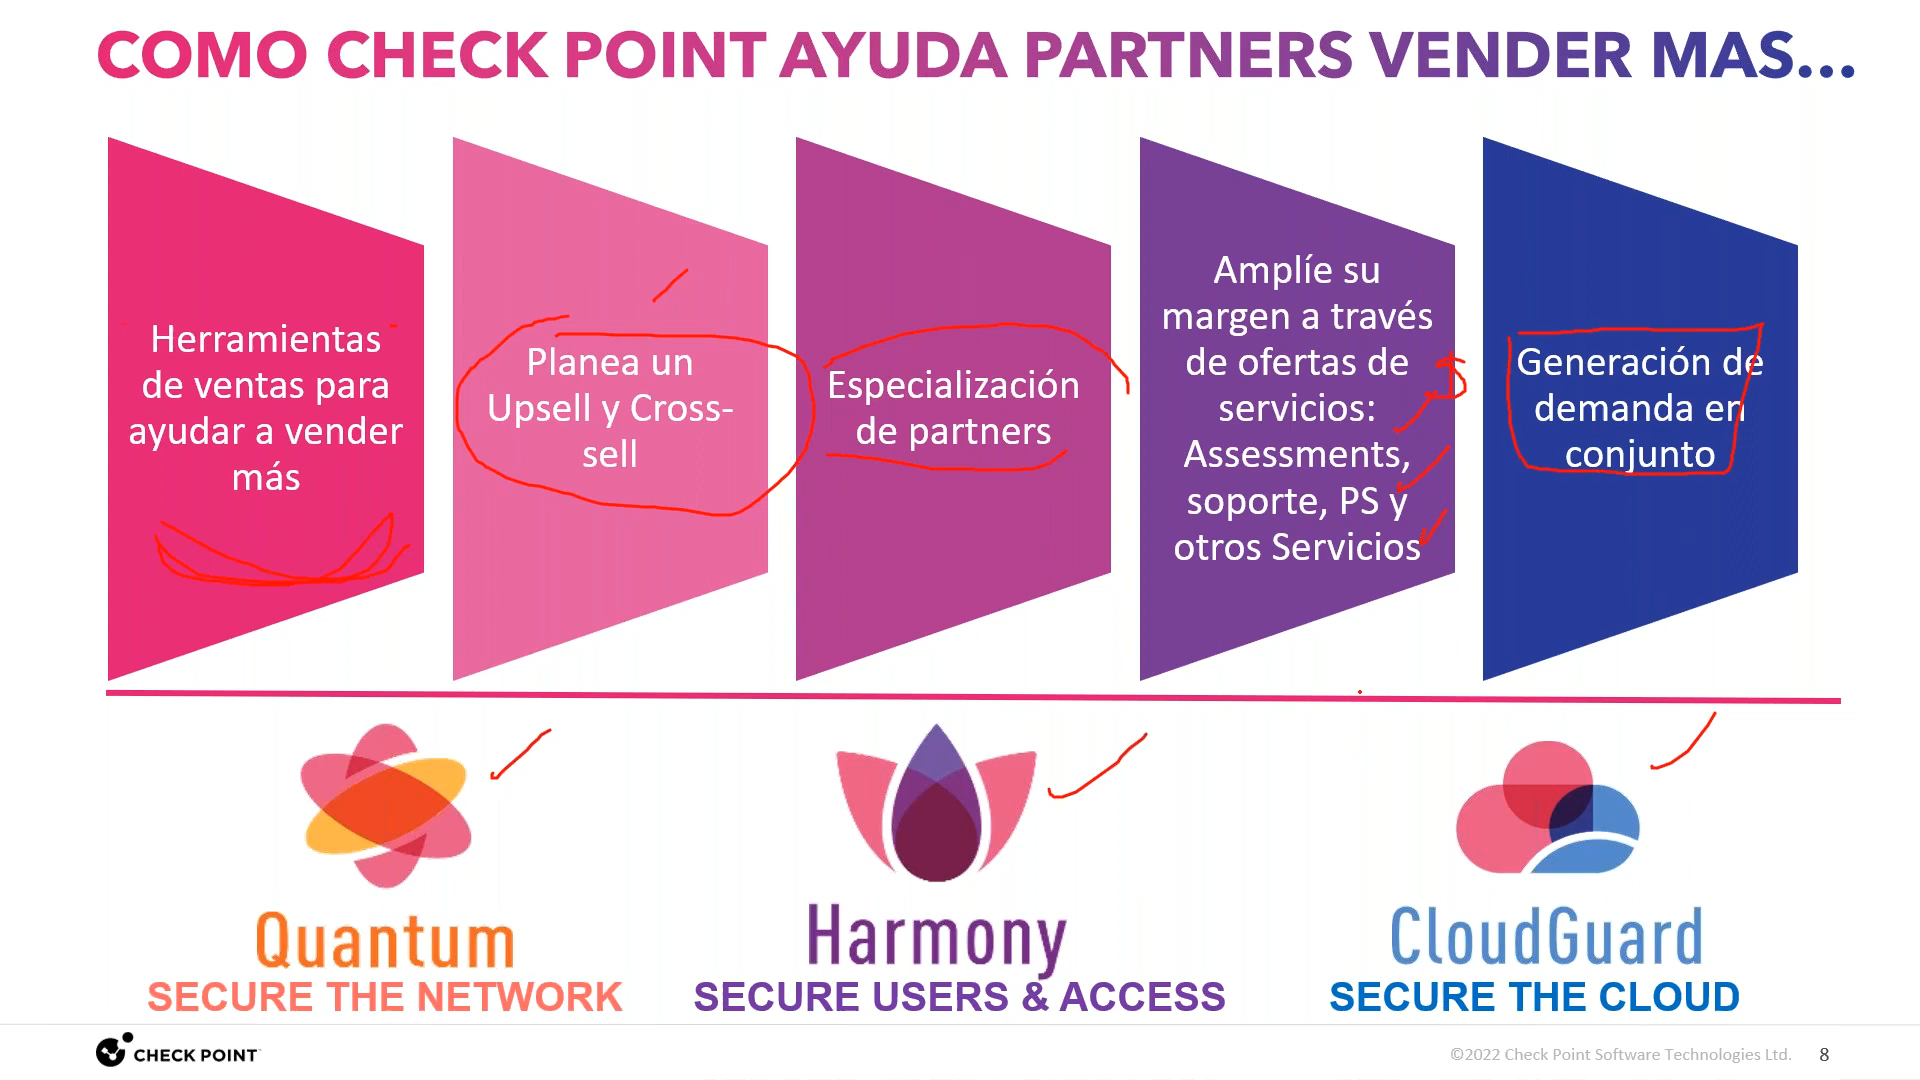 COMO CHECK POINT AYUDA PARTNERS VENDER MAS...
Herramientas
de ventas para
ayudar a vender
más
Planea un
Upsell y Cross-
sell
Especialización
de partners
Amplíe su
margen a través
de ofertas de
servicios:
Assessments,
soporte, PS y
otros Servicios
$
Generación de
demanda en
conjunto
Quantum
SECURE THE NETWORK
Harmony
SECURE USERS & ACCESS
CloudGuard
SECURE THE CLOUD
CHECK POINT
©2022 Check Point Software Technologies Ltd.
8